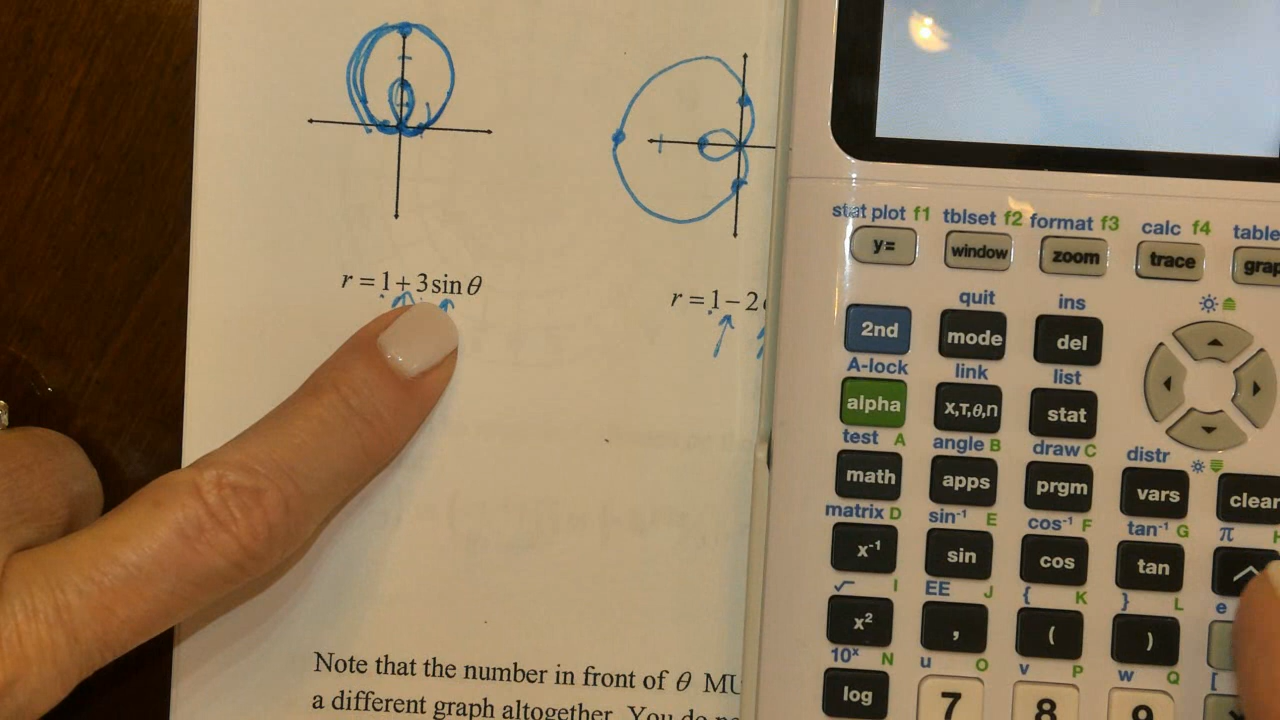 r = 1 + 3 sin θ
r = 1 − 2
Note that the number in front of θ
a different graph altogether. You do
stat plot f1 tblset f2 format f3 calc f4 table
y= window zoom trace
quit ins
2nd mode del
A-lock link list
alpha X,T,θ,n stat
test A angle B draw C distr
math apps prgm vars clear
matrix D sin⁻¹ E cos⁻¹ F tan⁻¹ G π H
x⁻¹ sin cos tan ^
√ I EE J { K } L e
x² , ( )
10ˣ N u O v P w Q [
log 7 8 9